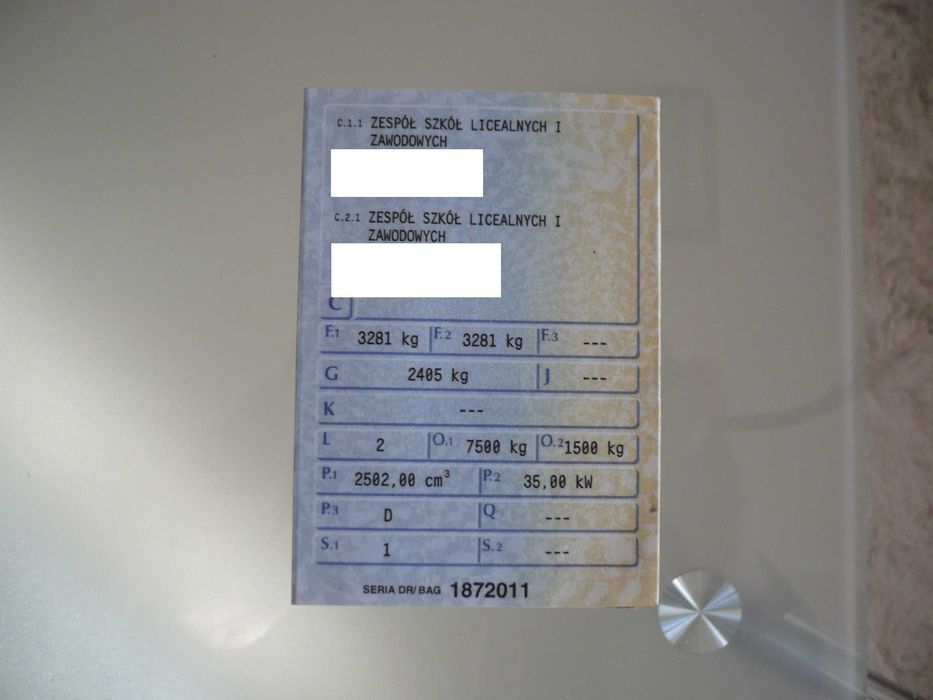 C.1.1 ZESPÓŁ SZKÓŁ LICEALNYCH I
ZAWODOWYCH
C.2.1 ZESPÓŁ SZKÓŁ LICEALNYCH I
ZAWODOWYCH
C
F.1 3281 kg F.2 3281 kg F.3 ---
G 2405 kg J ---
K ---
L 2 O.1 7500 kg O.2 1500 kg
P.1 2502,00 cm³ P.2 35,00 kW
P.3 D Q ---
S.1 1 S.2 ---
SERIA DR/BAG 1872011